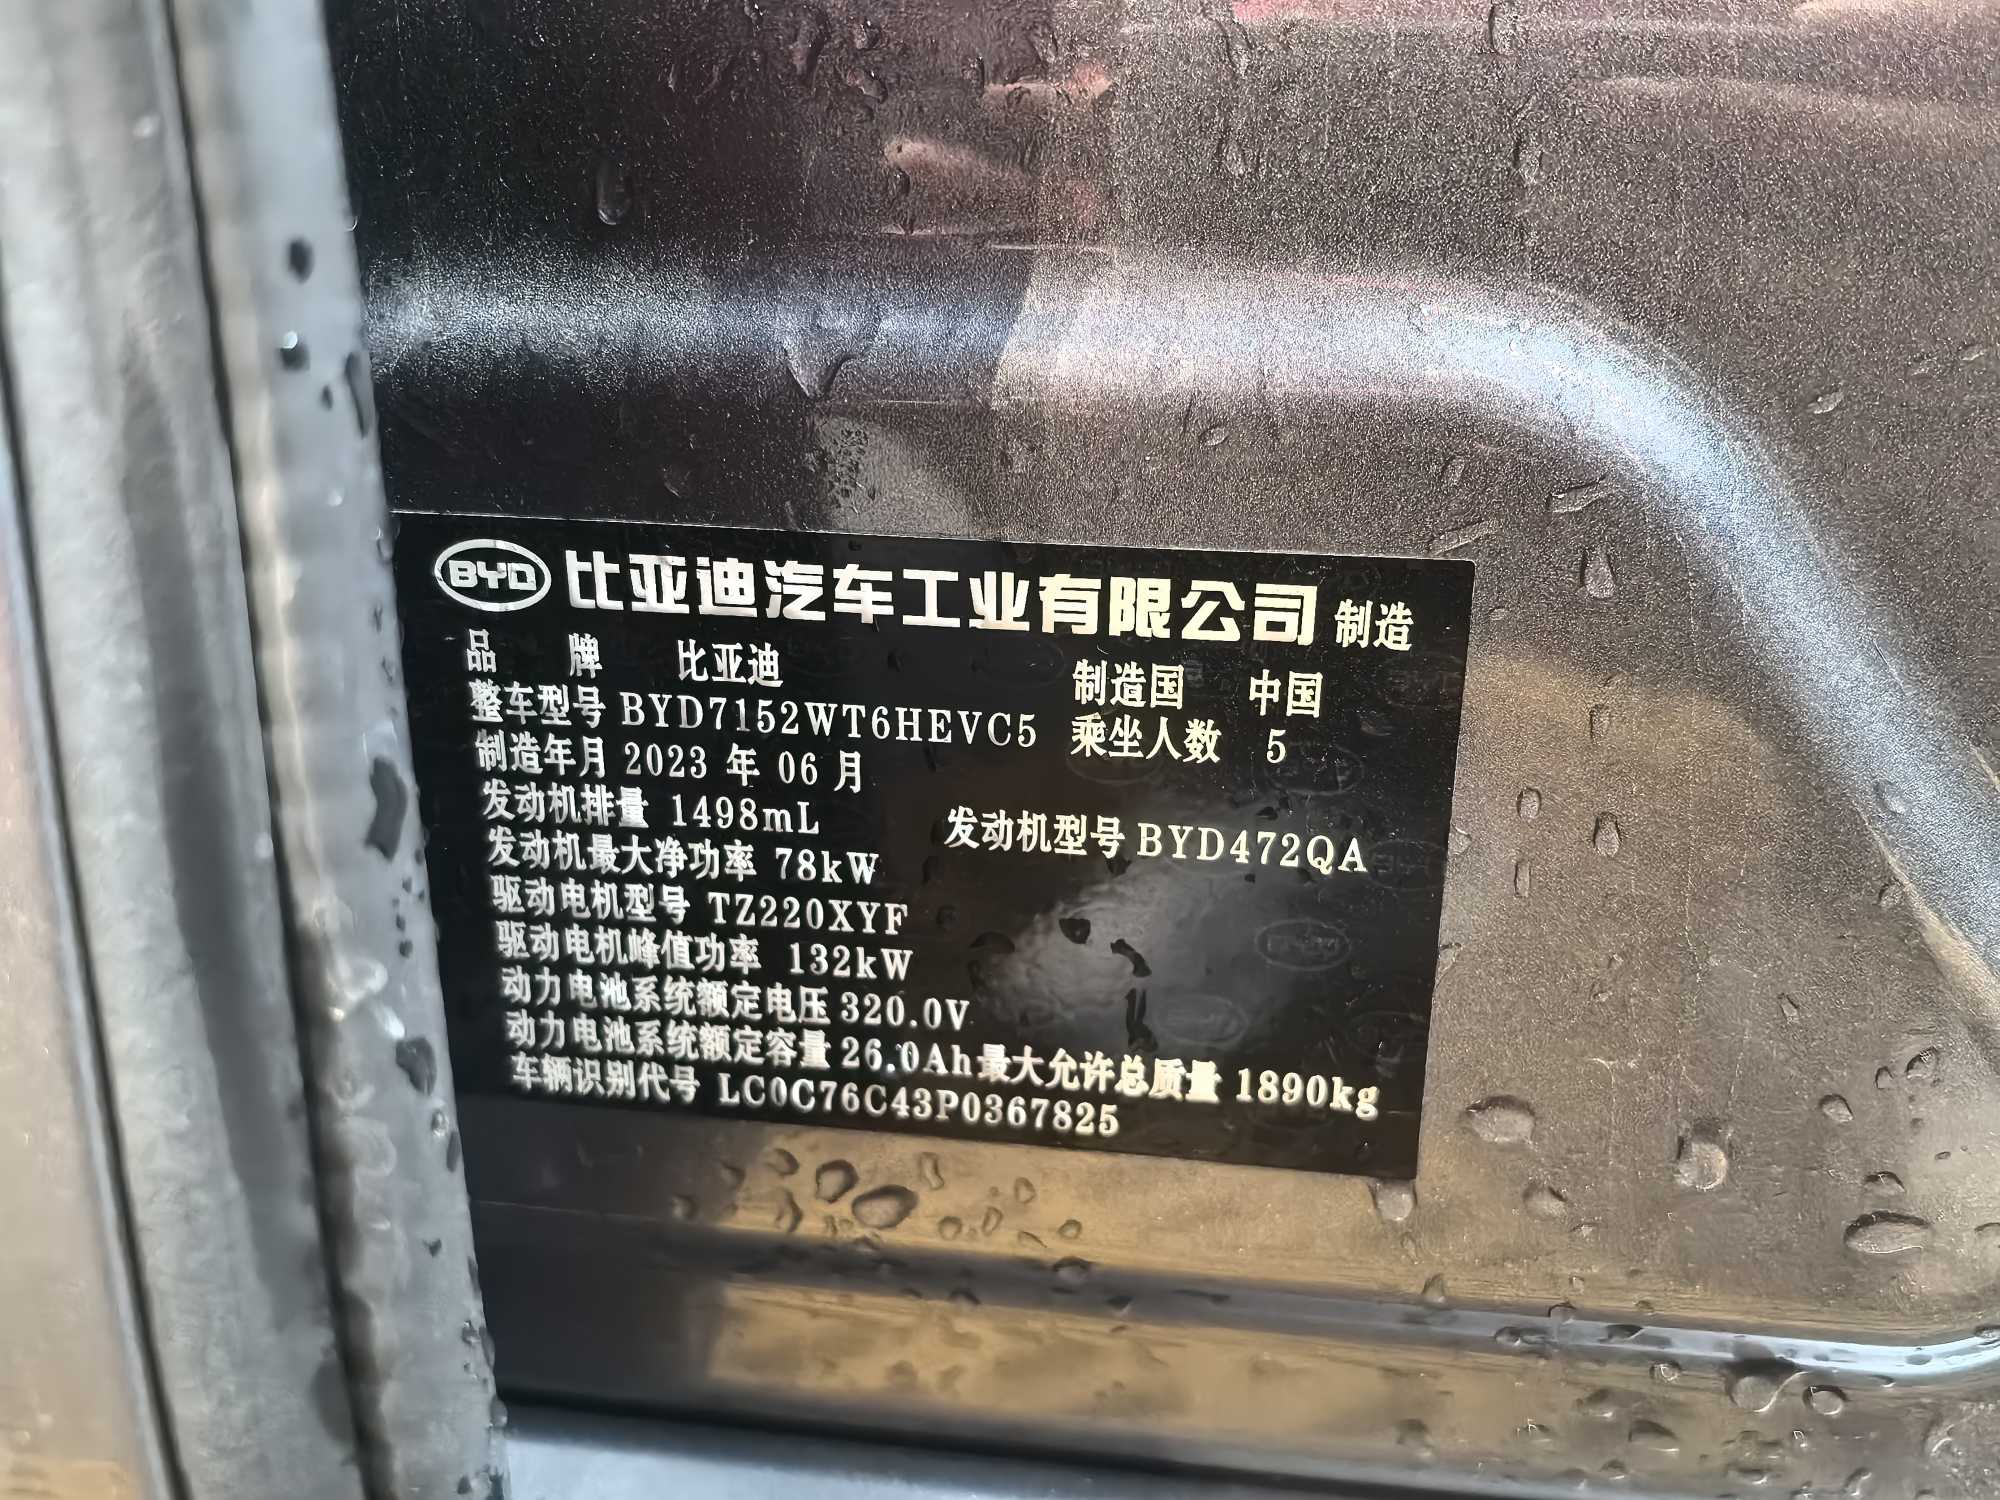 BYD 比亚迪汽车工业有限公司 制造
品 牌 比亚迪 制造国 中国
整车型号 BYD7152WT6HEVC5 乘坐人数 5
制造年月 2023 年 06 月
发动机排量 1498mL 发动机型号 BYD472QA
发动机最大净功率 78kW
驱动电机型号 TZ220XYF
驱动电机峰值功率 132kW
动力电池系统额定电压 320.0V
动力电池系统额定容量 26.0Ah 最大允许总质量 1890kg
车辆识别代号 LC0C76C43P0367825